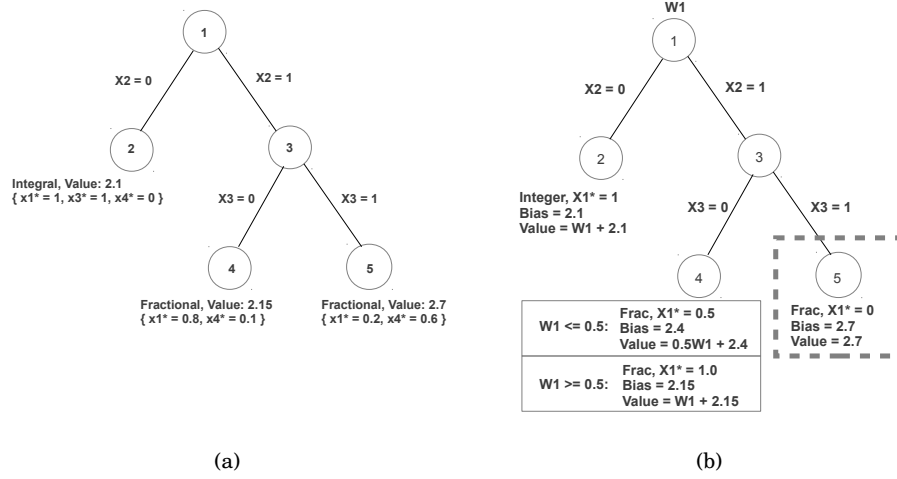 1
X2 = 0
X2 = 1
2
3
Integral, Value: 2.1
{ x1* = 1, x3* = 1, x4* = 0 }
X3 = 0
X3 = 1
4
5
Fractional, Value: 2.15
{ x1* = 0.8, x4* = 0.1 }
Fractional, Value: 2.7
{ x1* = 0.2, x4* = 0.6 }
(a)
W1
1
X2 = 0
X2 = 1
2
3
Integer, X1* = 1
Bias = 2.1
Value = W1 + 2.1
X3 = 0
X3 = 1
4
5
Frac, X1* = 0
Bias = 2.7
Value = 2.7
W1 <= 0.5:
Frac, X1* = 0.5
Bias = 2.4
Value = 0.5W1 + 2.4
W1 >= 0.5:
Frac, X1* = 1.0
Bias = 2.15
Value = W1 + 2.15
(b)